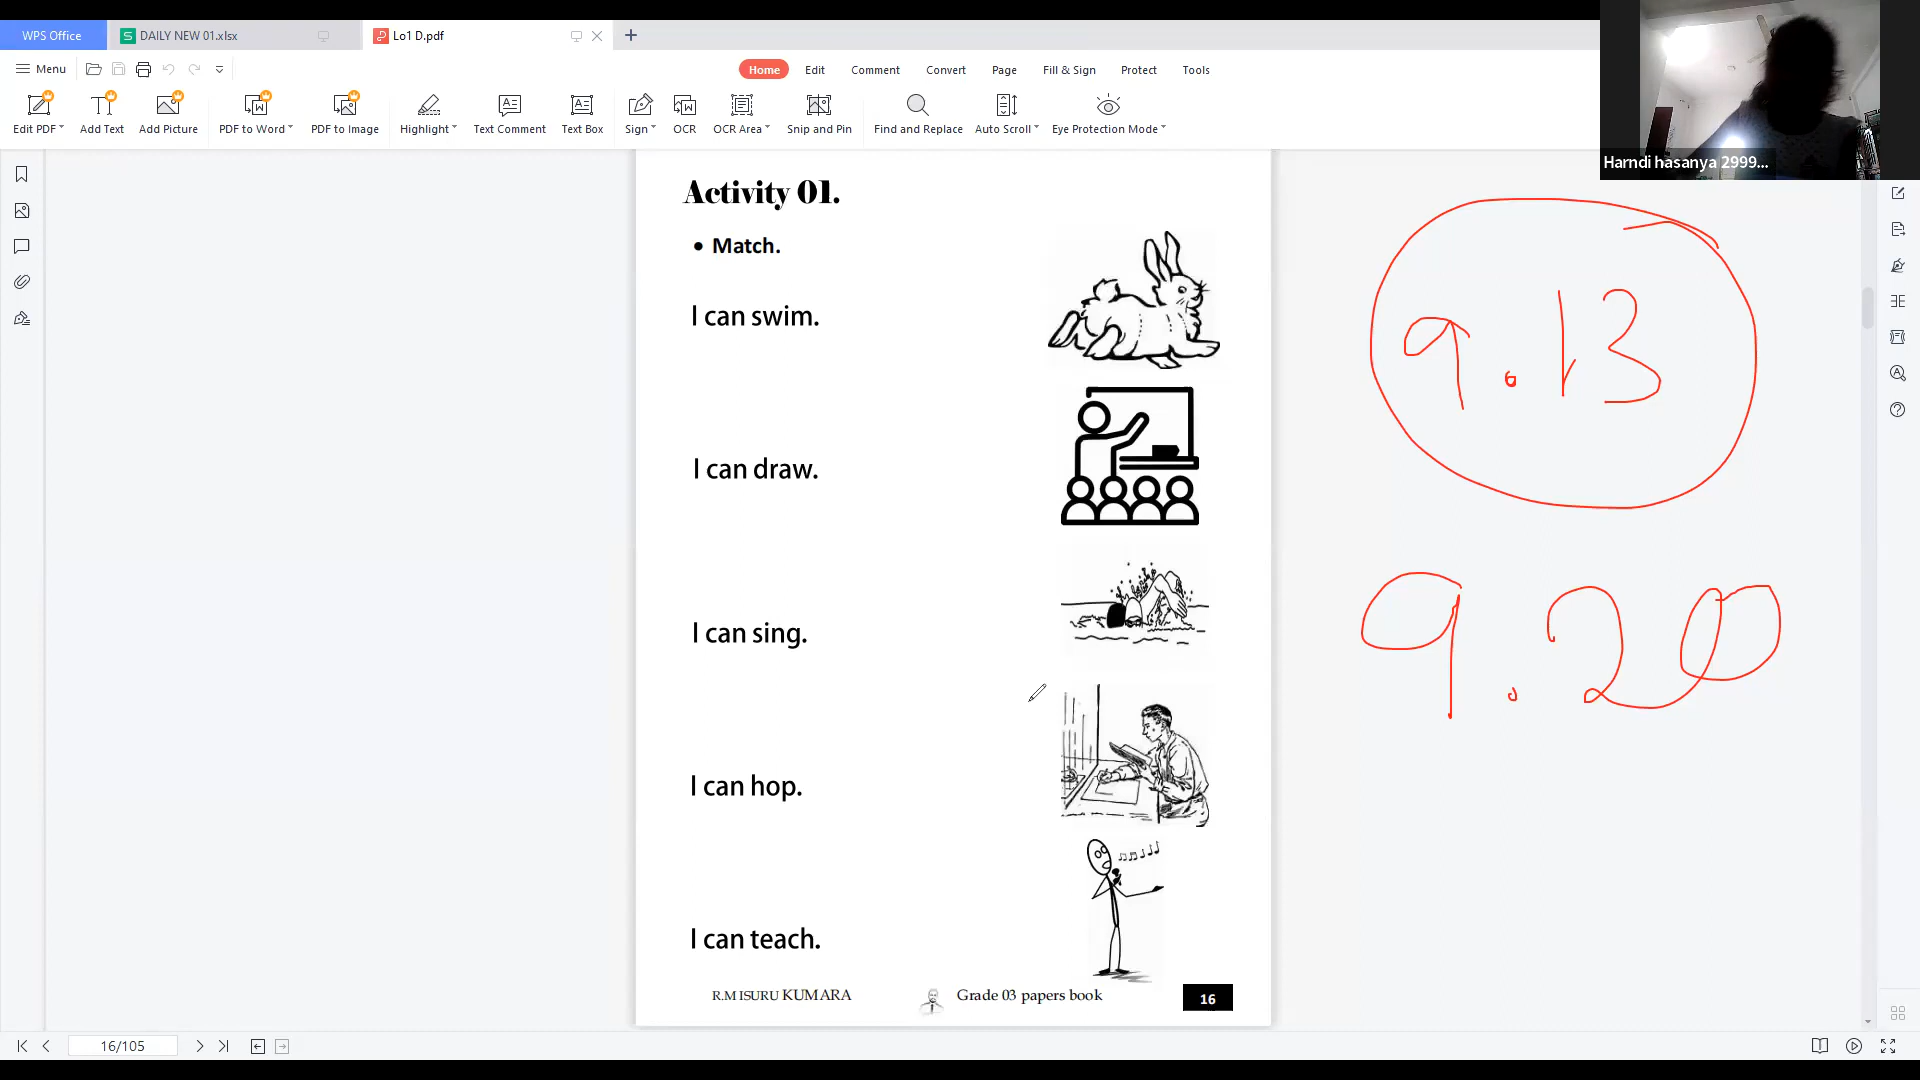 WPS Office
DAILY NEW 01.xlsx
Lo1 D.pdf
Menu
Home Edit Comment Convert Page Fill & Sign Protect Tools
Edit PDF Add Text Add Picture PDF to Word PDF to Image Highlight Text Comment Text Box Sign OCR OCR Area Snip and Pin Find and Replace Auto Scroll Eye Protection Mode
Harndi hasanya 2999...
Activity 01.
• Match.
I can swim.
I can draw.
I can sing.
I can hop.
I can teach.
R.M ISURU KUMARA Grade 03 papers book 16
9.13
9.20
16/105